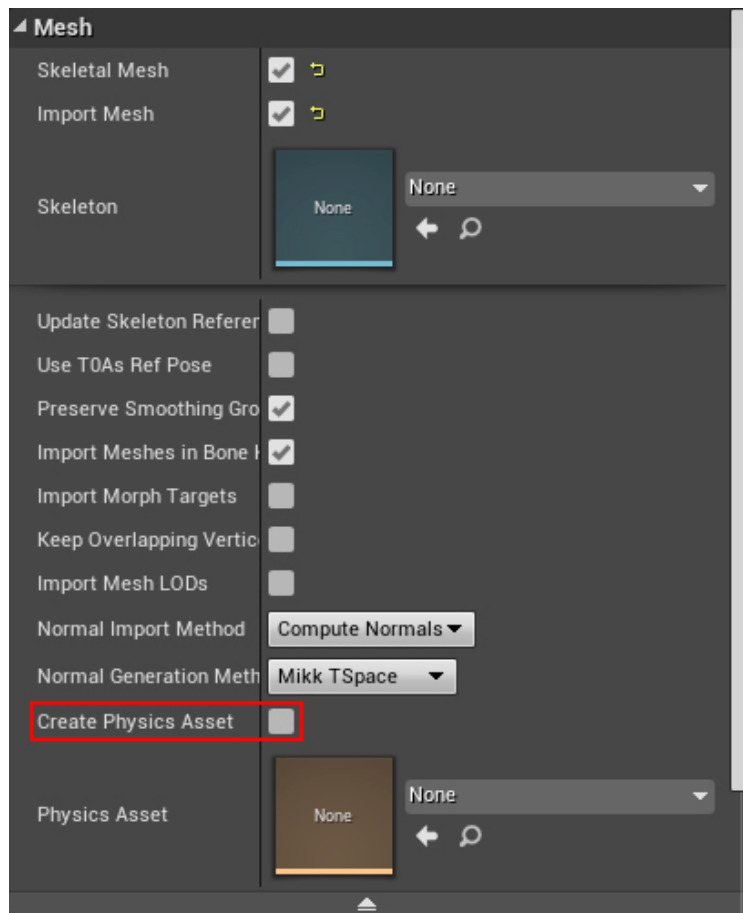 Mesh
Skeletal Mesh
Import Mesh
Skeleton
None
None
Update Skeleton Referer
Use T0As Ref Pose
Preserve Smoothing Gro
Import Meshes in Bone
Import Morph Targets
Keep Overlapping Vertic
Import Mesh LODs
Normal Import Method Compute Normals
Normal Generation Meth Mikk TSpace
Create Physics Asset
Physics Asset
None
None